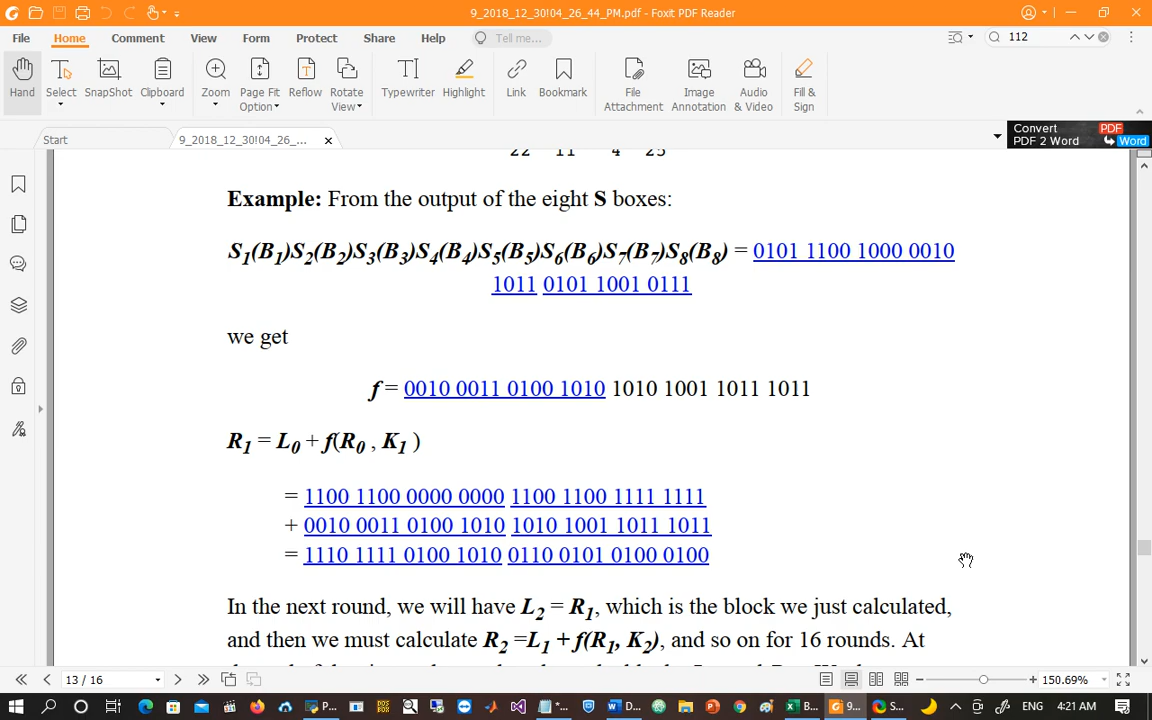 9_2018_12_30!04_26_44_PM.pdf - Foxit PDF Reader
File Home Comment View Form Protect Share Help Tell me... 112
Hand Select SnapShot Clipboard Zoom Page Fit Option Reflow Rotate View Typewriter Highlight Link Bookmark File Attachment Image Annotation Audio & Video Fill & Sign
Start 9_2018_12_30!04_26_... Convert PDF 2 Word PDF Word
22 11 4 25
Example: From the output of the eight S boxes:
S1(B1)S2(B2)S3(B3)S4(B4)S5(B5)S6(B6)S7(B7)S8(B8) = 0101 1100 1000 0010
1011 0101 1001 0111
we get
f = 0010 0011 0100 1010 1010 1001 1011 1011
R1 = L0 + f(R0 , K1 )
= 1100 1100 0000 0000 1100 1100 1111 1111
+ 0010 0011 0100 1010 1010 1001 1011 1011
= 1110 1111 0100 1010 0110 0101 0100 0100
In the next round, we will have L2 = R1, which is the block we just calculated,
and then we must calculate R2 =L1 + f(R1, K2), and so on for 16 rounds. At
13 / 16 150.69%
P... D... B... 9... S... ENG 4:21 AM